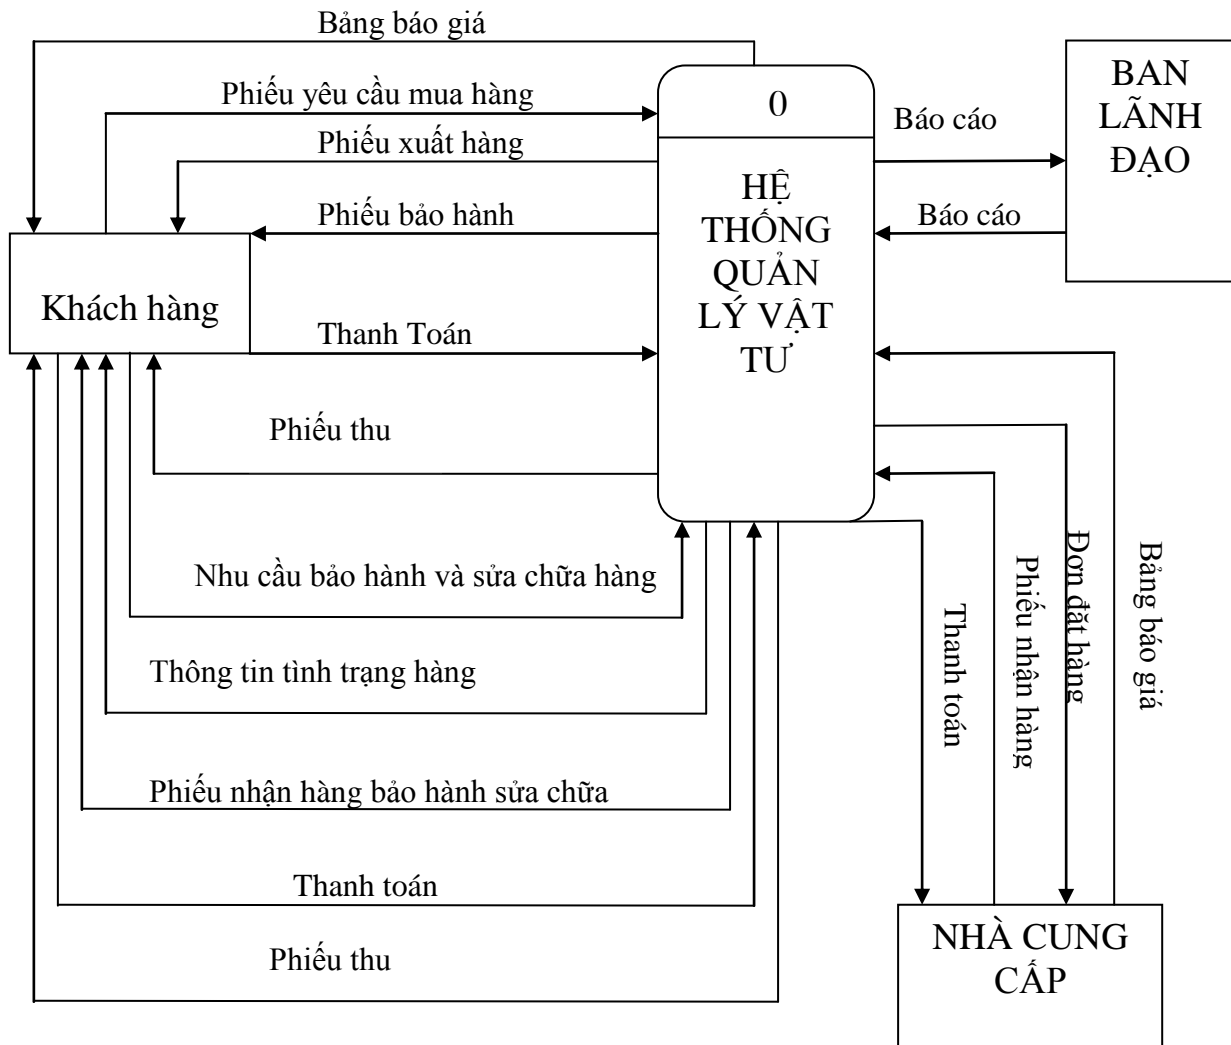 Bảng báo giá
Phiếu yêu cầu mua hàng
Phiếu xuất hàng
Phiếu bảo hành
Khách hàng
Thanh Toán
Phiếu thu
Nhu cầu bảo hành và sửa chữa hàng
Thông tin tình trạng hàng
Phiếu nhận hàng bảo hành sửa chữa
Thanh toán
Phiếu thu
0
HỆ
THỐNG
QUẢN
LÝ VẬT
TƯ
Báo cáo
Báo cáo
BAN
LÃNH
ĐẠO
Thanh toán
Phiếu nhận hàng
Đơn đặt hàng
Bảng báo giá
NHÀ CUNG
CẤP